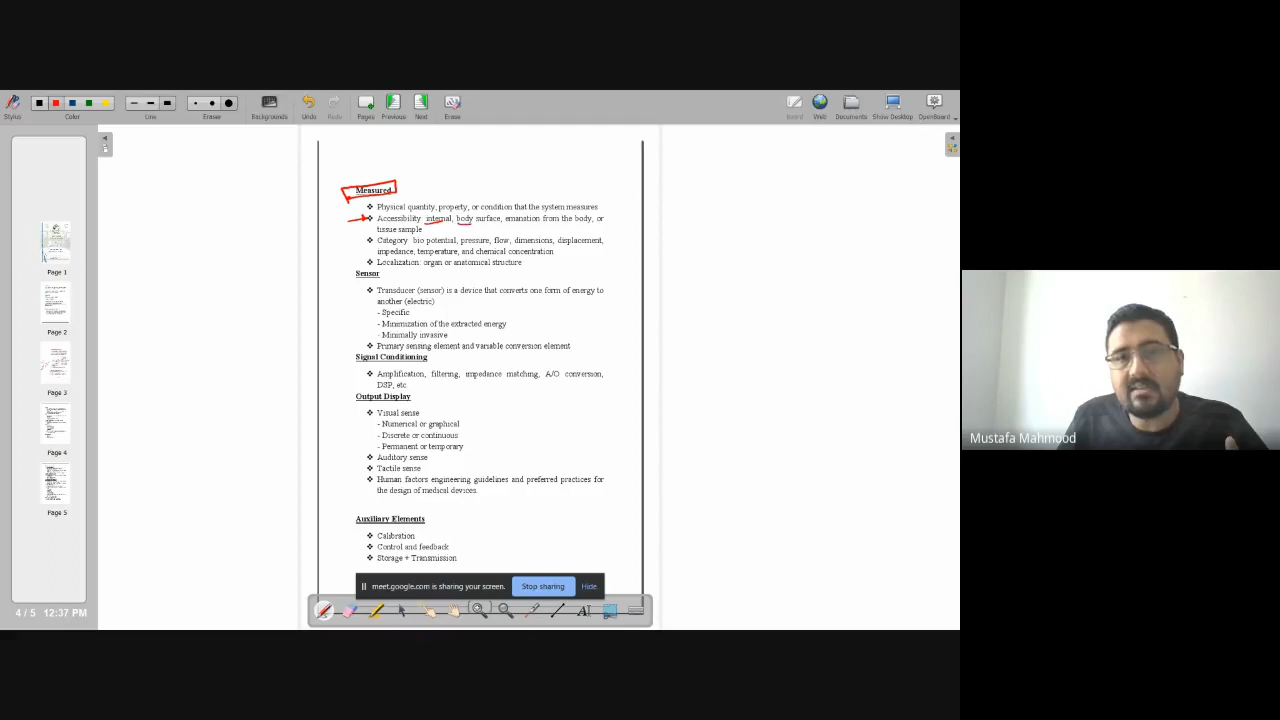 Stylus
Color
Line
Eraser
Backgrounds
Undo
Redo
Pages
Previous
Next
Erase
Board
Web
Documents
Show Desktop
OpenBoard
Measured
❖ Physical quantity, property, or condition that the system measures
❖ Accessibility internal, body surface, emanation from the body, or
tissue sample
❖ Category bio potential, pressure, flow, dimensions, displacement,
impedance, temperature, and chemical concentration
❖ Localization: organ or anatomical structure
Sensor
❖ Transducer (sensor) is a device that converts one form of energy to
another (electric)
- Specific
- Minimization of the extracted energy
- Minimally invasive
❖ Primary sensing element and variable conversion element
Signal Conditioning
❖ Amplification, filtering, impedance matching, A/O conversion,
DSP, etc
Output Display
❖ Visual sense
- Numerical or graphical
- Discrete or continuous
- Permanent or temporary
❖ Auditory sense
❖ Tactile sense
❖ Human factors engineering guidelines and preferred practices for
the design of medical devices.
Auxiliary Elements
❖ Calibration
❖ Control and feedback
❖ Storage + Transmission
Page 1
Page 2
Page 3
Page 4
Page 5
4 / 5 12:37 PM
meet.google.com is sharing your screen.
Stop sharing
Hide
Mustafa Mahmood